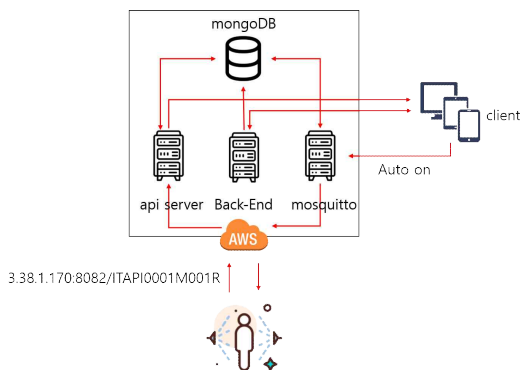 mongoDB
client
Auto on
api server
Back-End
mosquitto
AWS
3.38.1.170:8082/ITAPI0001M001R